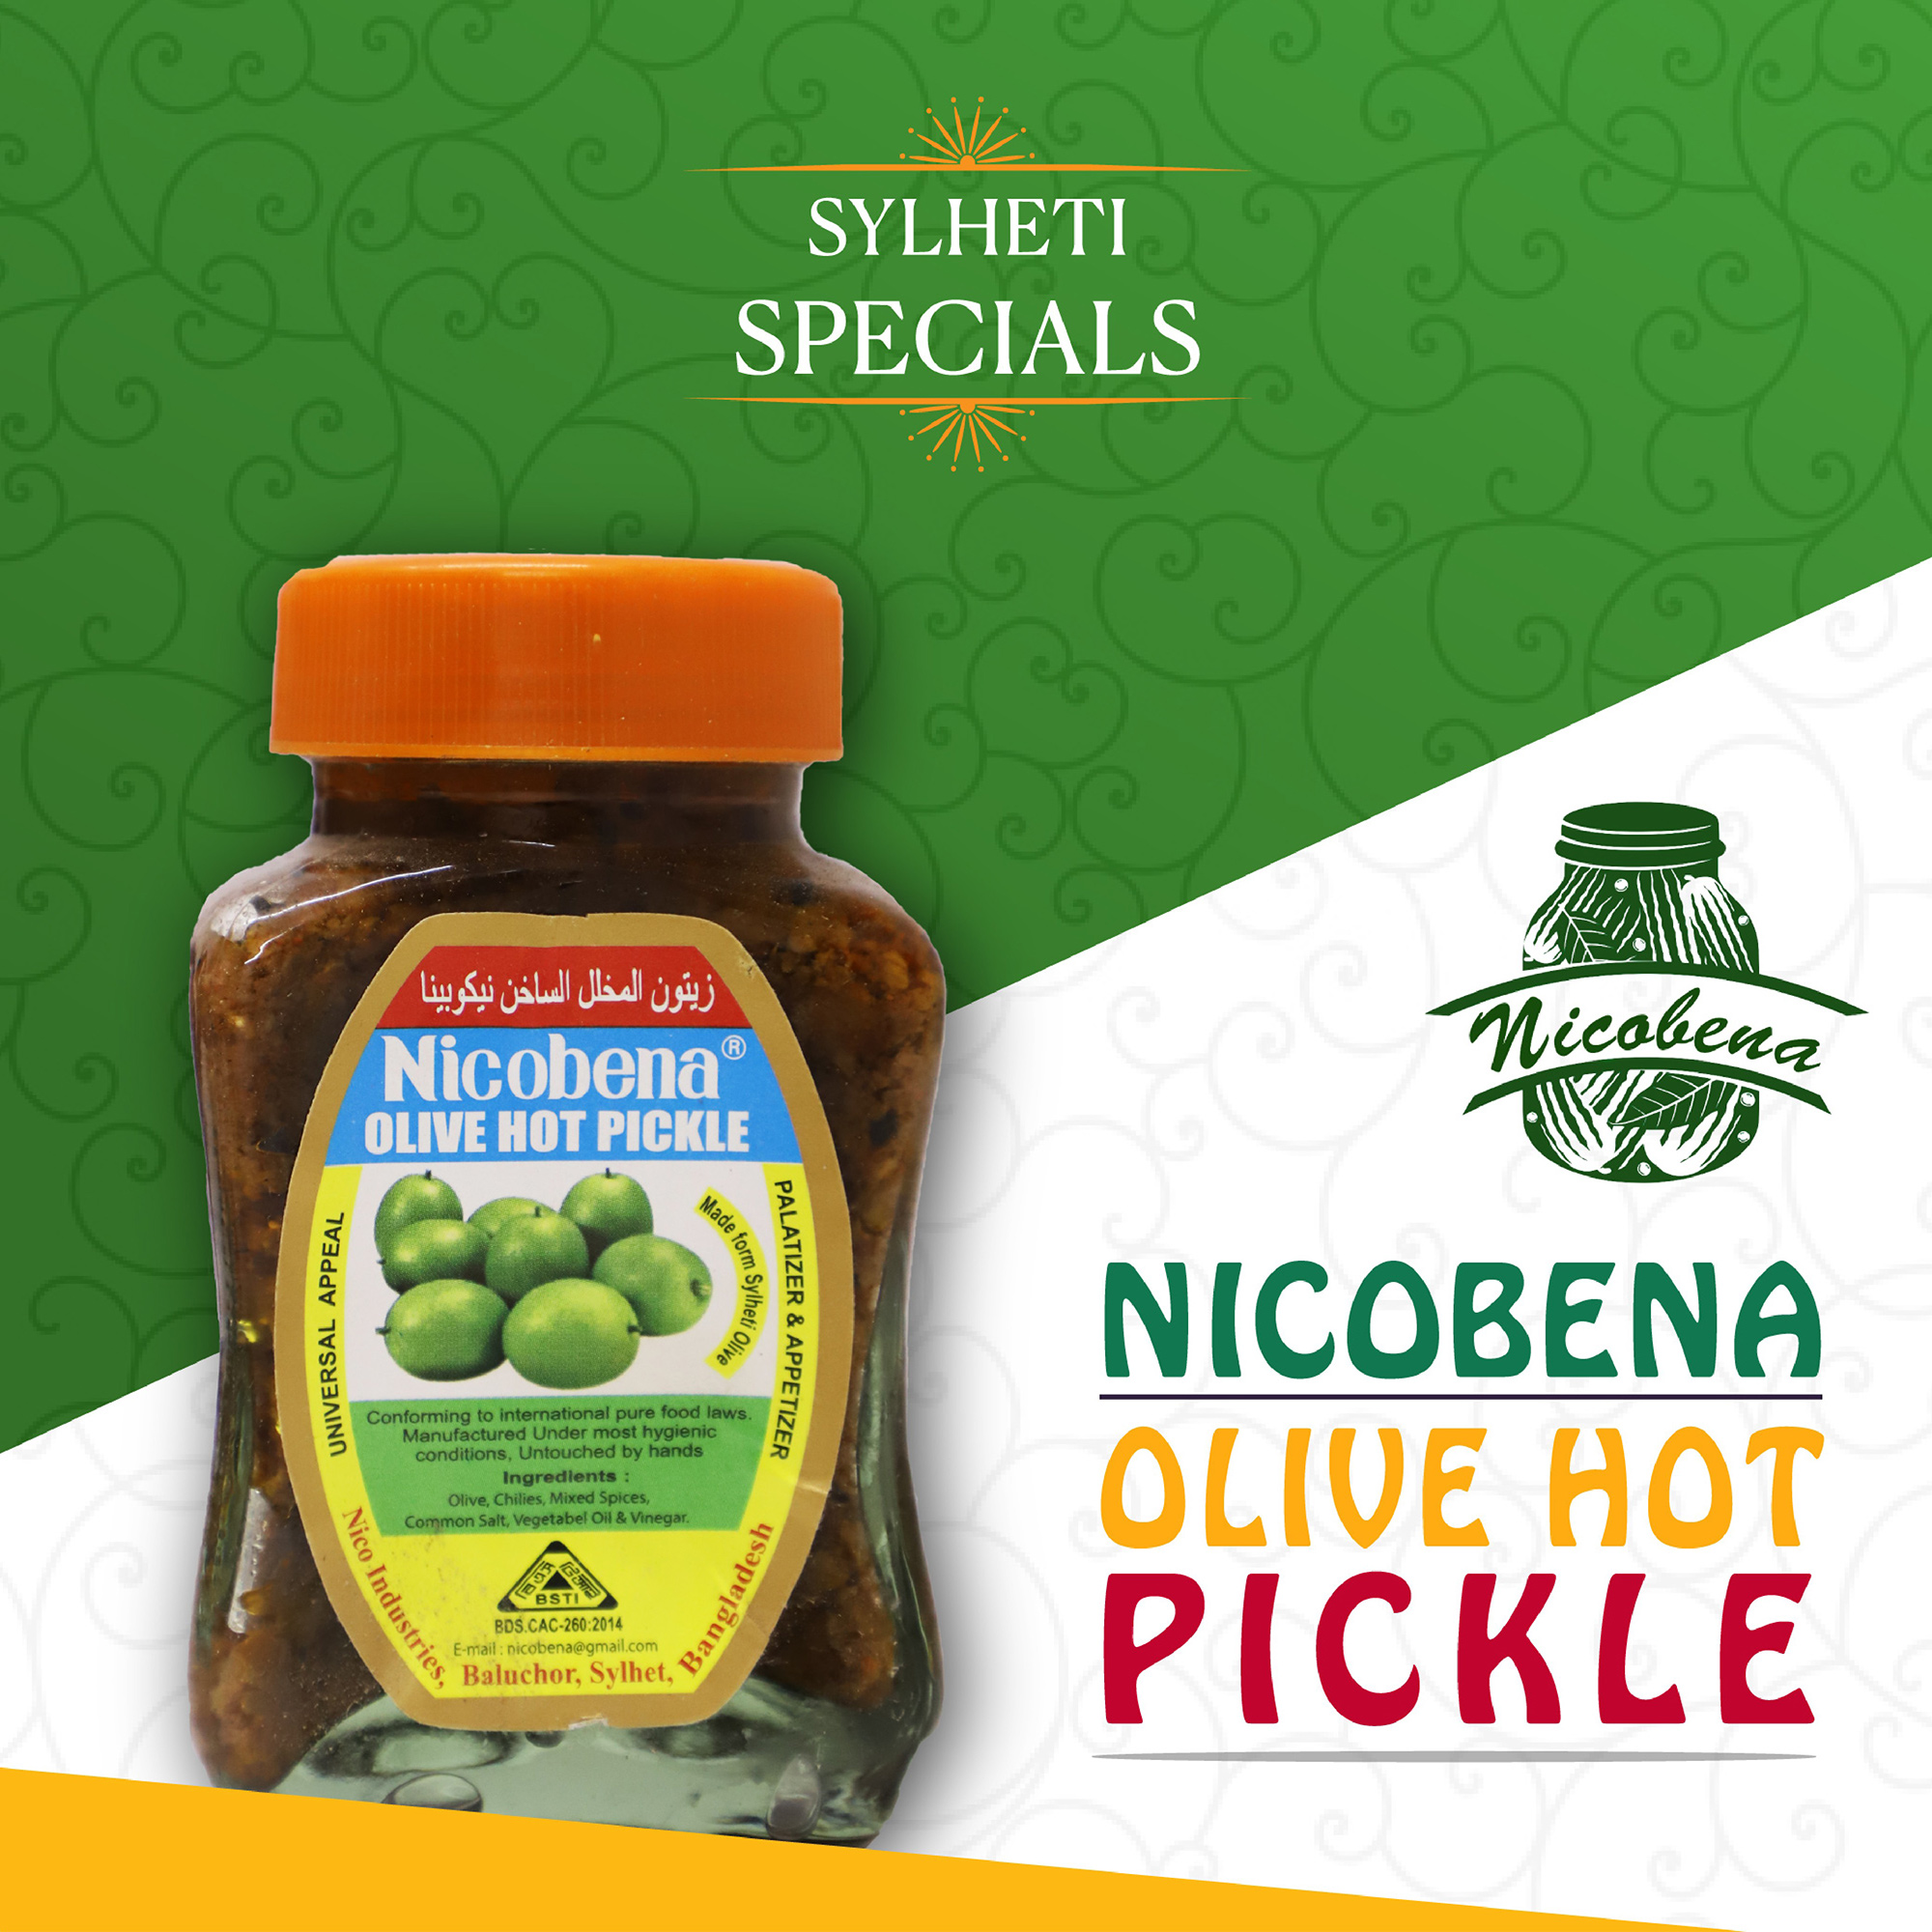 SYLHETI
SPECIALS
زيتون المخلل الساخن نيكوبينا
Nicobena®
OLIVE HOT PICKLE
UNIVERSAL APPEAL
Made form Sylheti Olive
PALATIZER & APPETIZER
Conforming to international pure food laws.
Manufactured Under most hygienic
conditions, Untouched by hands
Ingredients :
Olive, Chilies, Mixed Spices,
Common Salt, Vegetabel Oil & Vinegar.
BSTI
BDS.CAC-260:2014
E-mail : nicobena@gmail.com
Nico Industries, Baluchor, Sylhet, Bangladesh
Nicobena
NICOBENA
OLIVE HOT
PICKLE